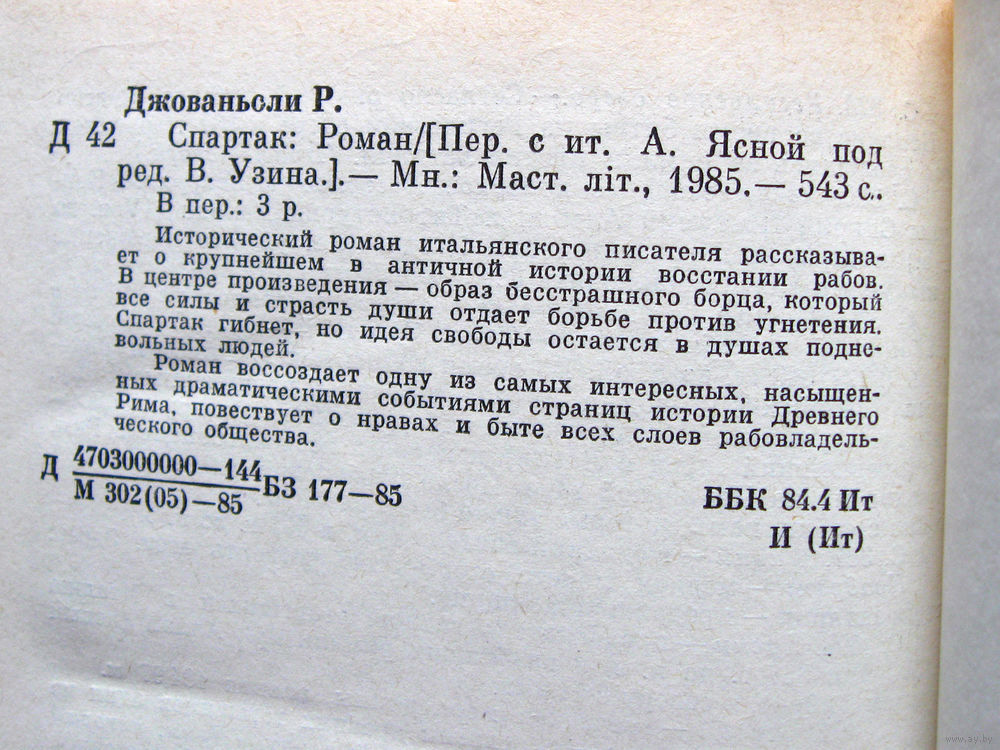 Джованьоли Р.
Д 42 Спартак: Роман/[Пер. с ит. А. Ясной под
ред. В. Узина.].— Мн.: Маст. літ., 1985.— 543 с..
В пер.: 3 р.
Исторический роман итальянского писателя рассказыва-
ет о крупнейшем в античной истории восстании рабов.
В центре произведения — образ бесстрашного борца, который
все силы и страсть души отдает борьбе против угнетения.
Спартак гибнет, но идея свободы остается в душах подне-
вольных людей.
Роман воссоздает одну из самых интересных, насыщен-
ных драматическими событиями страниц истории Древнего
Рима, повествует о нравах и быте всех слоев рабовладель-
ческого общества.
Д 4703000000—144
М 302(05)—85 БЗ 177—85
ББК 84.4 Ит
И (Ит)
www.ay.by